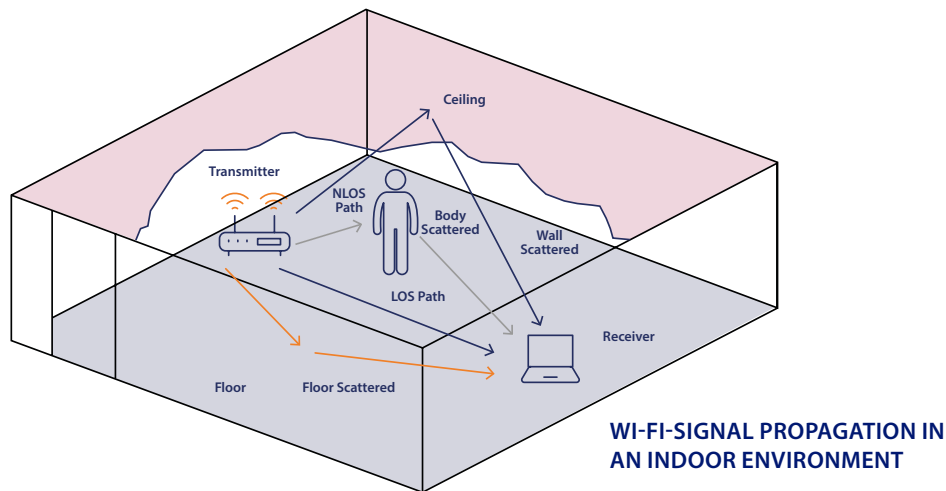 Ceiling
Transmitter
NLOS
Path
Body
Scattered
Wall
Scattered
LOS Path
Receiver
Floor
Floor Scattered
WI-FI-SIGNAL PROPAGATION IN
AN INDOOR ENVIRONMENT